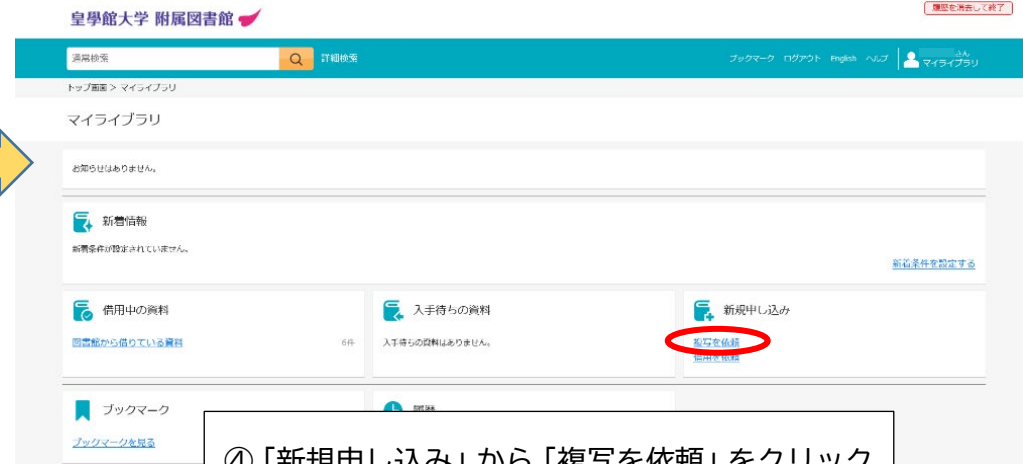 皇學館大学 附属図書館
履歴を消去して終了
通常検索
詳細検索
ブックマーク ログアウト English ヘルプ
さん
マイライブラリ
トップ画面 > マイライブラリ
マイライブラリ
お知らせはありません。
新着情報
新着条件が設定されていません。
新着条件を設定する
借用中の資料
図書館から借りている資料 6件
入手待ちの資料
入手待ちの資料はありません。
新規申し込み
複写を依頼
借用を依頼
ブックマーク
ブックマークを見る
④「新規申し込み」から「複写を依頼」をクリック